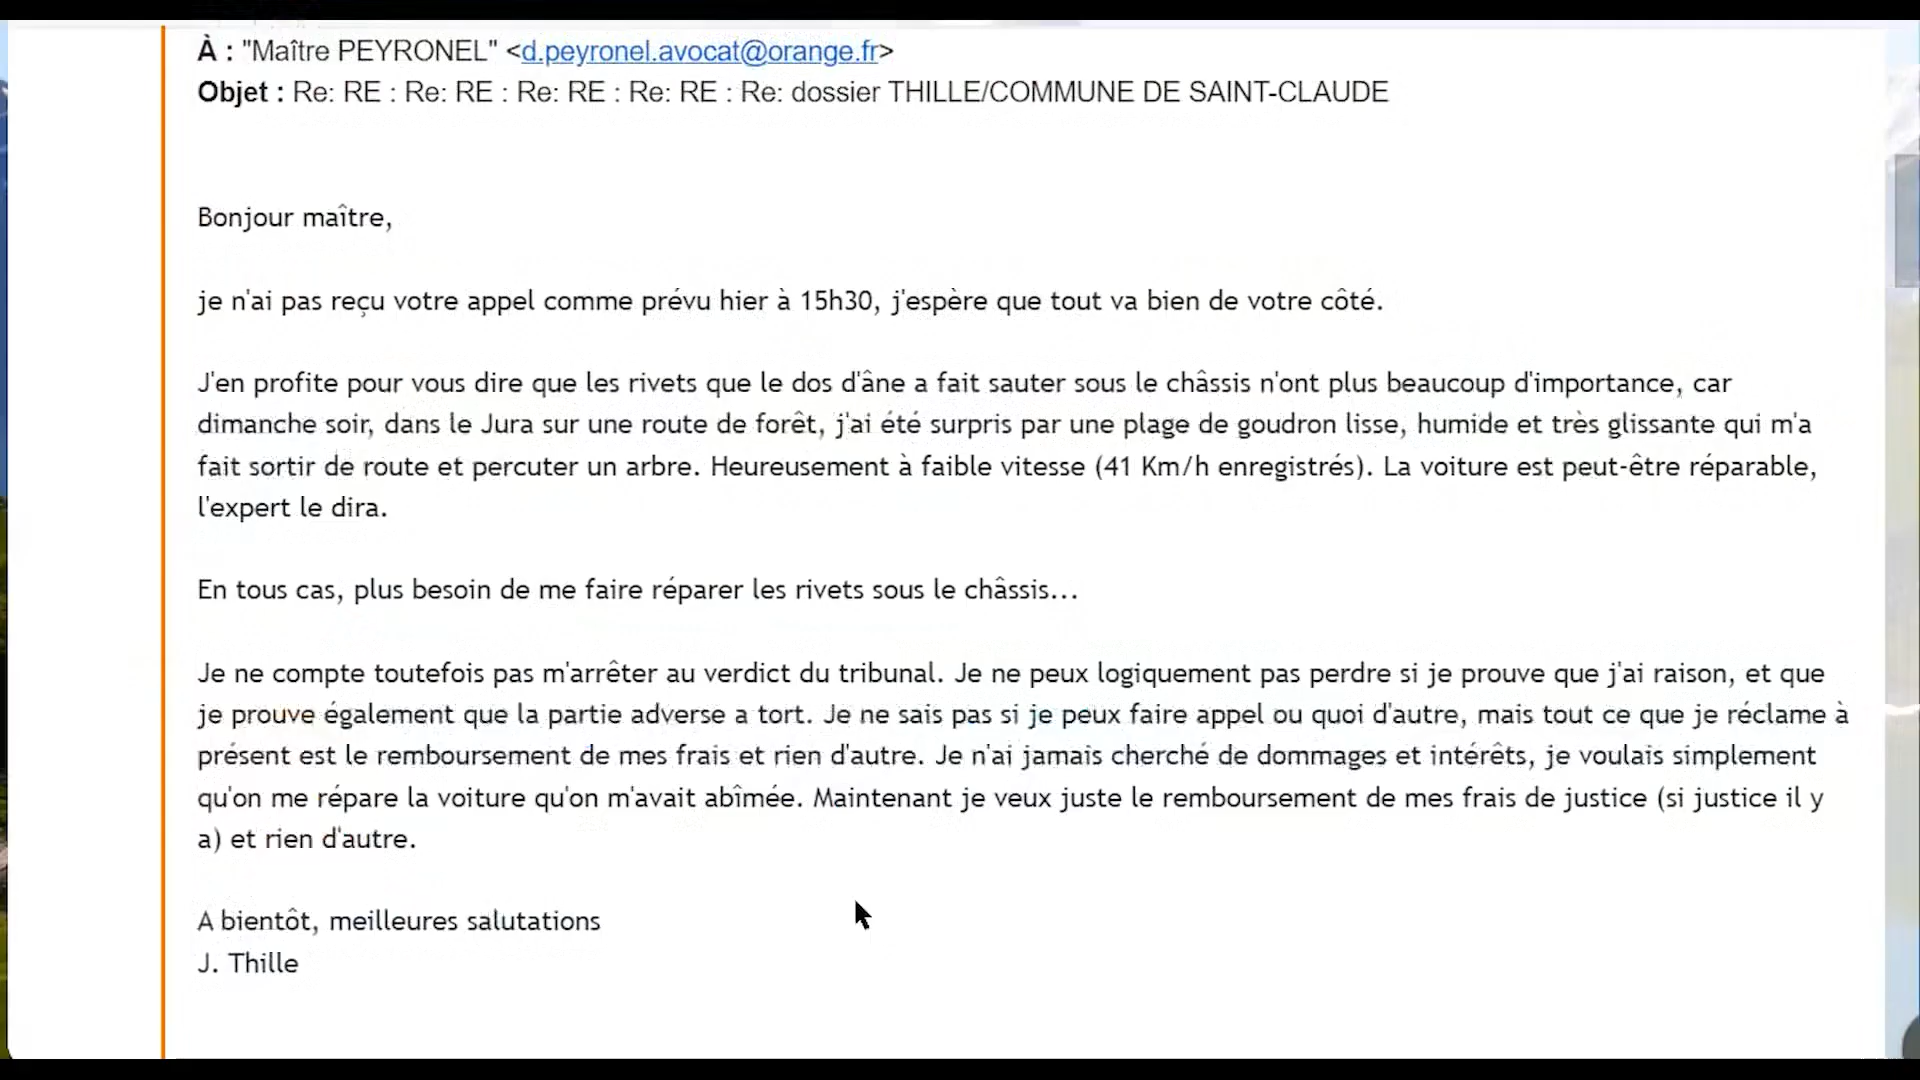 À : "Maître PEYRONEL" <d.peyronel.avocat@orange.fr>
Objet : Re: RE : Re: RE : Re: RE : Re: RE : Re: dossier THILLE/COMMUNE DE SAINT-CLAUDE
Bonjour maître,
je n'ai pas reçu votre appel comme prévu hier à 15h30, j'espère que tout va bien de votre côté.
J'en profite pour vous dire que les rivets que le dos d'âne a fait sauter sous le châssis n'ont plus beaucoup d'importance, car
dimanche soir, dans le Jura sur une route de forêt, j'ai été surpris par une plage de goudron lisse, humide et très glissante qui m'a
fait sortir de route et percuter un arbre. Heureusement à faible vitesse (41 Km/h enregistrés). La voiture est peut-être réparable,
l'expert le dira.
En tous cas, plus besoin de me faire réparer les rivets sous le châssis...
Je ne compte toutefois pas m'arrêter au verdict du tribunal. Je ne peux logiquement pas perdre si je prouve que j'ai raison, et que
je prouve également que la partie adverse a tort. Je ne sais pas si je peux faire appel ou quoi d'autre, mais tout ce que je réclame à
présent est le remboursement de mes frais et rien d'autre. Je n'ai jamais cherché de dommages et intérêts, je voulais simplement
qu'on me répare la voiture qu'on m'avait abîmée. Maintenant je veux juste le remboursement de mes frais de justice (si justice il y
a) et rien d'autre.
A bientôt, meilleures salutations
J. Thille